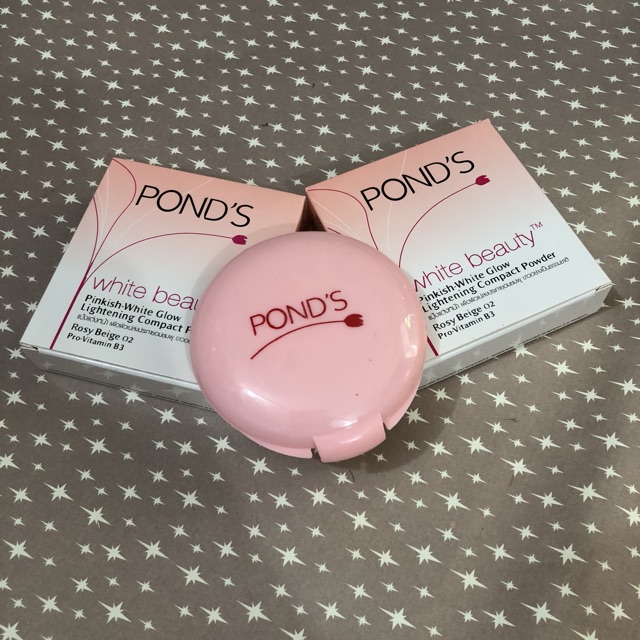 POND'S
white beau
Pinkish-White Glow
Lightening Compact P
Rosy Beige 02
Pro-Vitamin B3
POND'S
white beauty™
Pinkish-White Glow
Lightening Compact Powder
Rosy Beige 02
Pro-Vitamin B3
POND'S